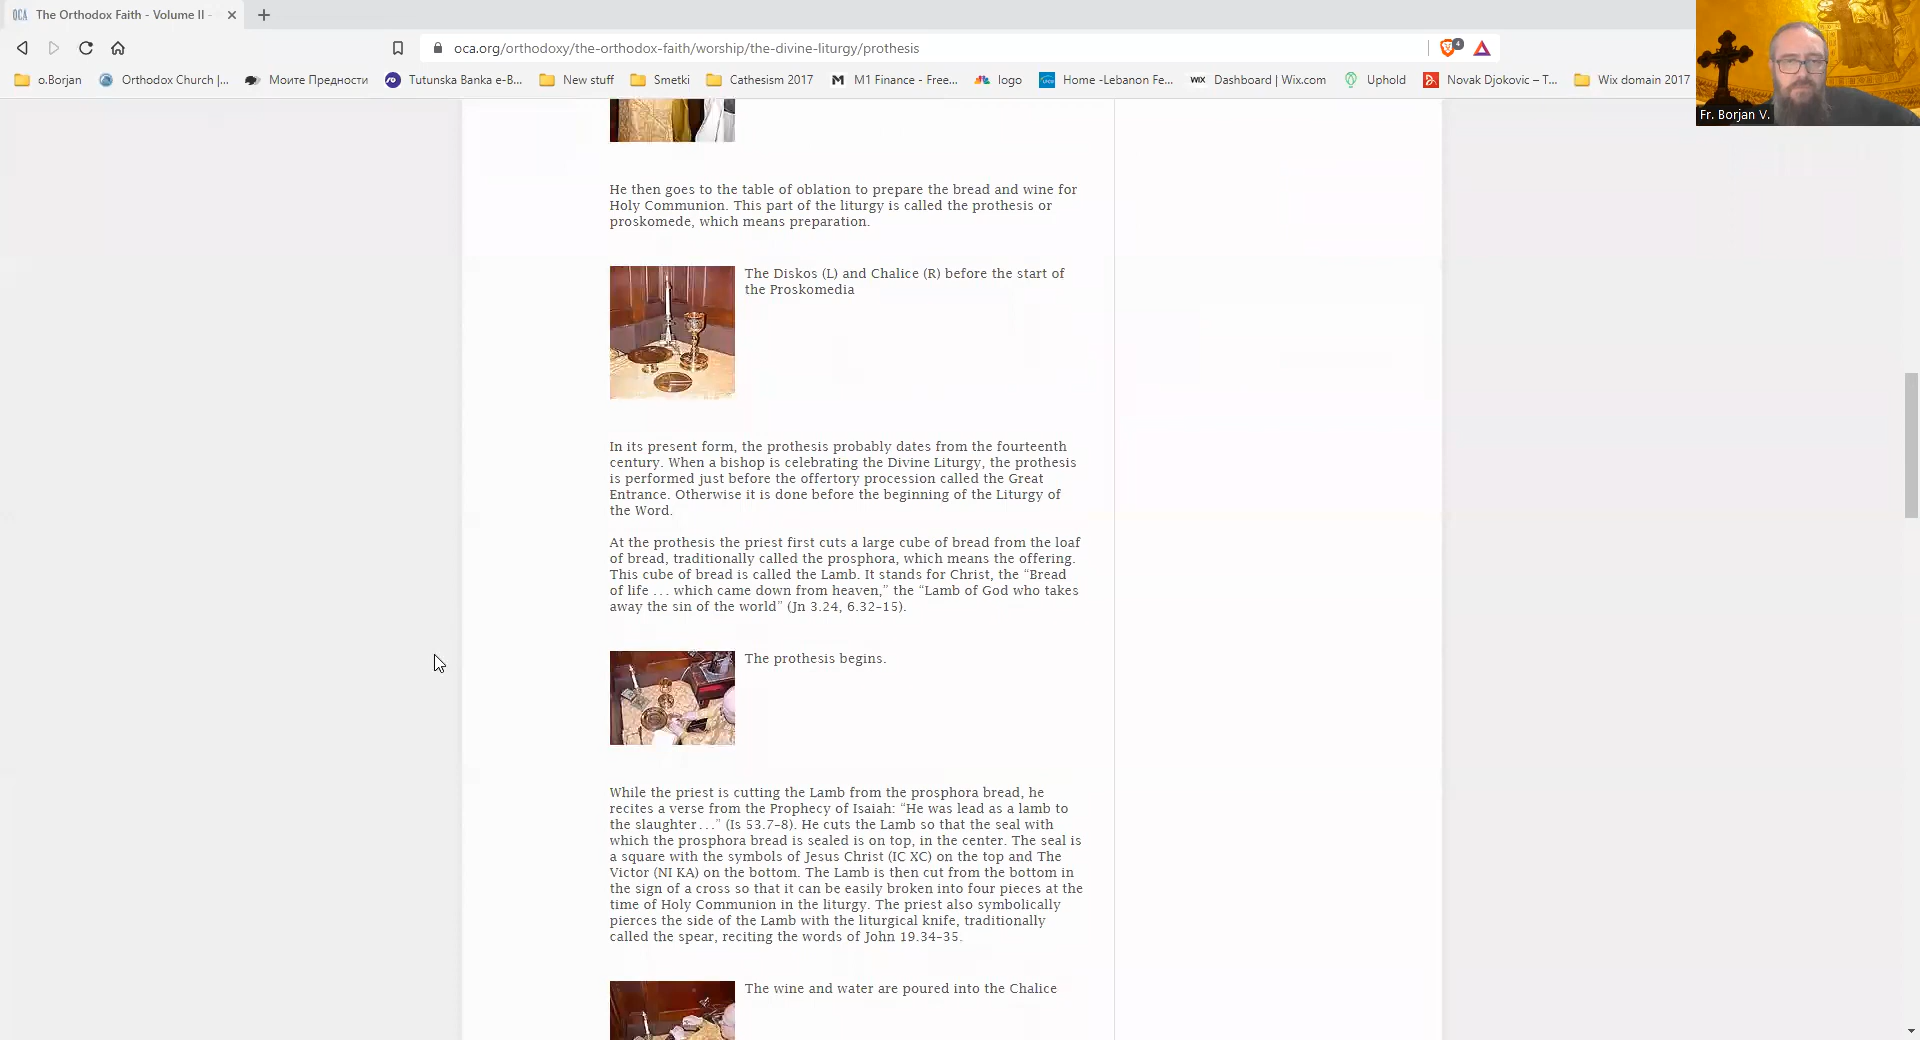 OCA The Orthodox Faith - Volume II -
oca.org/orthodoxy/the-orthodox-faith/worship/the-divine-liturgy/prothesis
4
o.Borjan Orthodox Church |... Моите Предности Tutunska Banka e-B... New stuff Smetki Cathesism 2017 M M1 Finance - Free... logo Home -Lebanon Fe... WIX Dashboard | Wix.com Uphold Novak Djokovic – T... Wix domain 2017
Fr. Borjan V.
He then goes to the table of oblation to prepare the bread and wine for
Holy Communion. This part of the liturgy is called the prothesis or
proskomede, which means preparation.
The Diskos (L) and Chalice (R) before the start of
the Proskomedia
In its present form, the prothesis probably dates from the fourteenth
century. When a bishop is celebrating the Divine Liturgy, the prothesis
is performed just before the offertory procession called the Great
Entrance. Otherwise it is done before the beginning of the Liturgy of
the Word.
At the prothesis the priest first cuts a large cube of bread from the loaf
of bread, traditionally called the prosphora, which means the offering.
This cube of bread is called the Lamb. It stands for Christ, the “Bread
of life . . . which came down from heaven,” the “Lamb of God who takes
away the sin of the world” (Jn 3.24, 6.32–15).
The prothesis begins.
While the priest is cutting the Lamb from the prosphora bread, he
recites a verse from the Prophecy of Isaiah: “He was lead as a lamb to
the slaughter . . .” (Is 53.7–8). He cuts the Lamb so that the seal with
which the prosphora bread is sealed is on top, in the center. The seal is
a square with the symbols of Jesus Christ (IC XC) on the top and The
Victor (NI KA) on the bottom. The Lamb is then cut from the bottom in
the sign of a cross so that it can be easily broken into four pieces at the
time of Holy Communion in the liturgy. The priest also symbolically
pierces the side of the Lamb with the liturgical knife, traditionally
called the spear, reciting the words of John 19.34–35.
The wine and water are poured into the Chalice